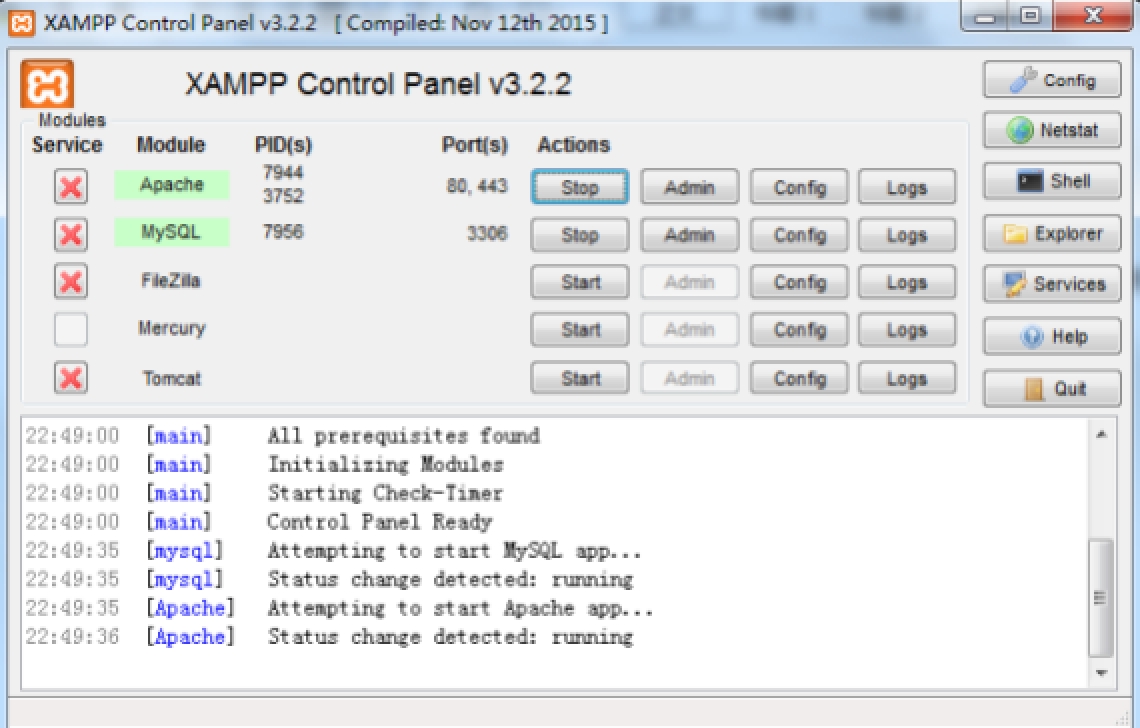 XAMPP Control Panel v3.2.2 [ Compiled: Nov 12th 2015 ]
XAMPP Control Panel v3.2.2
Config
Modules
Service Module PID(s) Port(s) Actions
Netstat
Apache 7944 3752 80, 443 Stop Admin Config Logs
Shell
MySQL 7956 3306 Stop Admin Config Logs
Explorer
FileZilla Start Admin Config Logs
Services
Mercury Start Admin Config Logs
Help
Tomcat Start Admin Config Logs
Quit
22:49:00 [main] All prerequisites found
22:49:00 [main] Initializing Modules
22:49:00 [main] Starting Check-Timer
22:49:00 [main] Control Panel Ready
22:49:35 [mysql] Attempting to start MySQL app...
22:49:35 [mysql] Status change detected: running
22:49:35 [Apache] Attempting to start Apache app...
22:49:36 [Apache] Status change detected: running